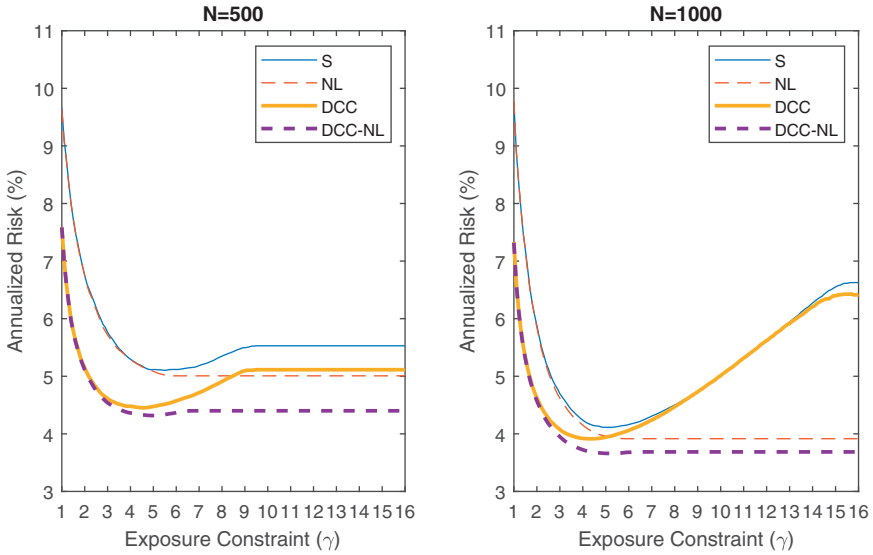 N=500
11
10
9
8
7
6
5
4
3
Annualized Risk (%)
S
NL
DCC
DCC-NL
1 2 3 4 5 6 7 8 9 10 11 12 13 14 15 16
Exposure Constraint (γ)
N=1000
11
10
9
8
7
6
5
4
3
Annualized Risk (%)
S
NL
DCC
DCC-NL
1 2 3 4 5 6 7 8 9 10 11 12 13 14 15 16
Exposure Constraint (γ)